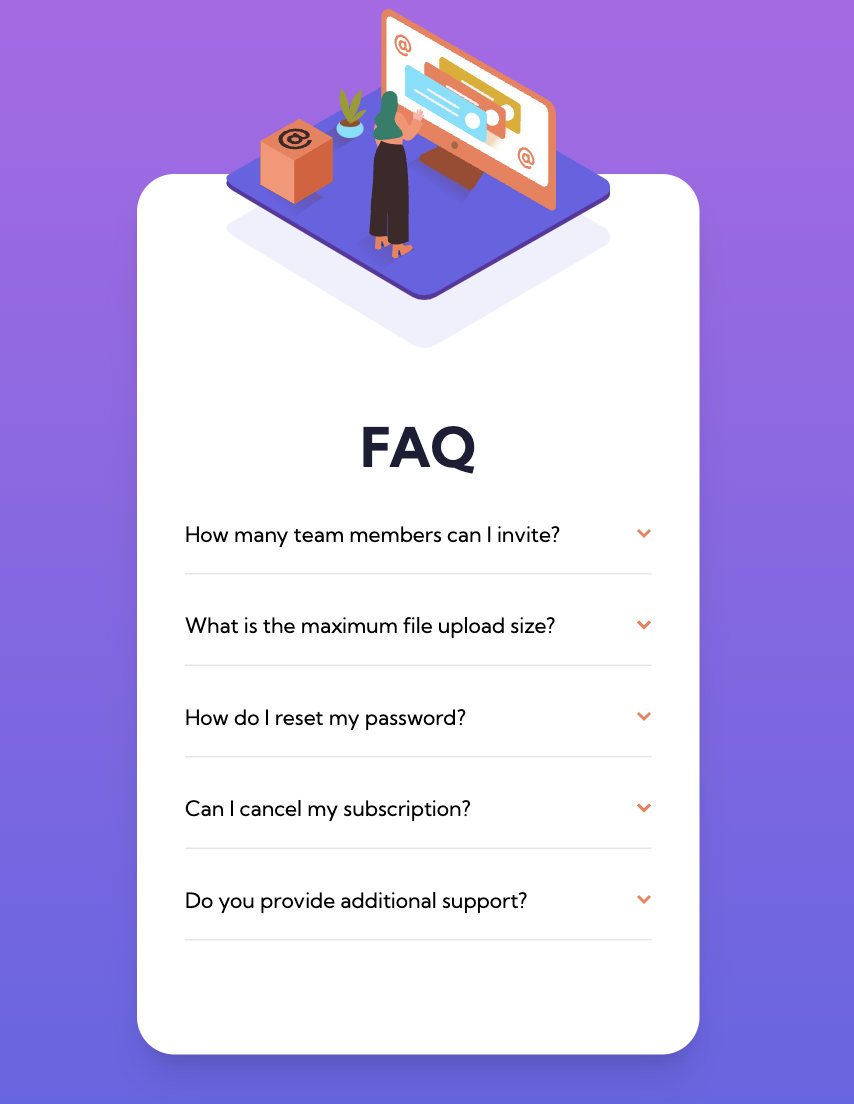 @
@
@
FAQ
How many team members can I invite?
What is the maximum file upload size?
How do I reset my password?
Can I cancel my subscription?
Do you provide additional support?